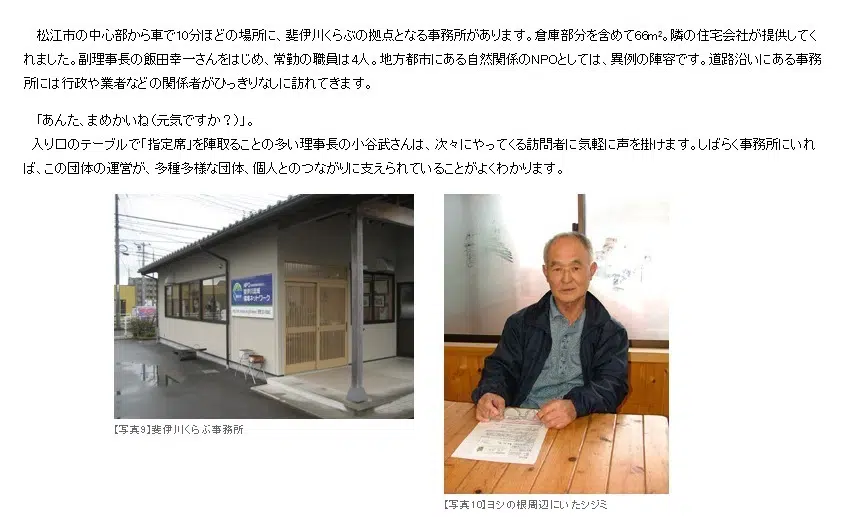 松江市の中心部から車で10分ほどの場所に、斐伊川くらぶの拠点となる事務所があります。倉庫部分を含めて66m²。隣の住宅会社が提供してく
れました。副理事長の飯田幸一さんをはじめ、常勤の職員は4人。地方都市にある自然関係のNPOとしては、異例の陣容です。道路沿いにある事務
所には行政や業者などの関係者がひっきりなしに訪れてきます。
「あんた、まめかいね（元気ですか？）」。
入り口のテーブルで「指定席」を陣取ることの多い理事長の小谷武さんは、次々にやってくる訪問者に気軽に声を掛けます。しばらく事務所にいれ
ば、この団体の運営が、多種多様な団体、個人とのつながりに支えられていることがよくわかります。
斐伊川流域
環境ネットワーク
【写真9】斐伊川くらぶ事務所
【写真10】ヨシの根周辺にいたシジミ